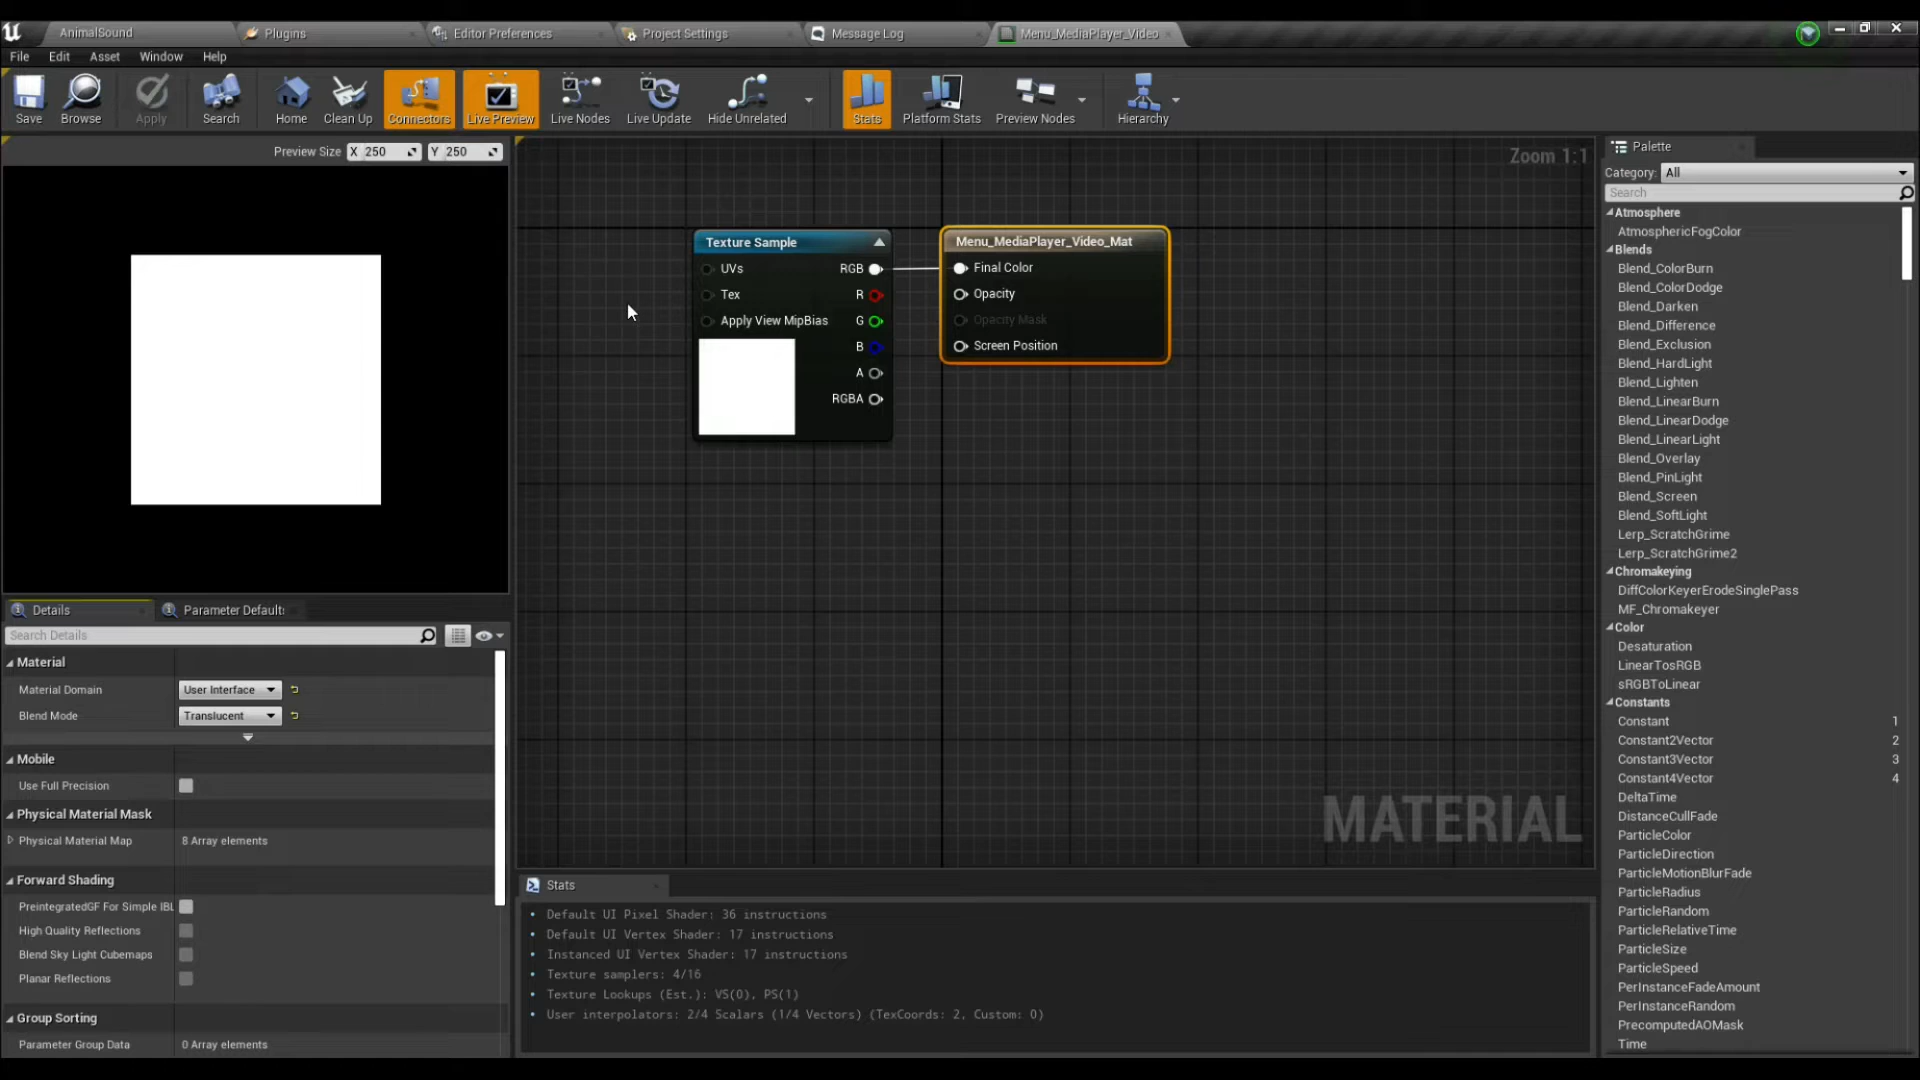 AnimalSound
Plugins
Editor Preferences
Project Settings
Message Log
Menu_MediaPlayer_Video
File
Edit
Asset
Window
Help
Save
Browse
Apply
Search
Home
Clean Up
Connectors
Live Preview
Live Nodes
Live Update
Hide Unrelated
Stats
Platform Stats
Preview Nodes
Hierarchy
Preview Size X 250 Y 250
Zoom 1:1
Texture Sample
UVs
RGB
Tex
R
Apply View MipBias
G
B
A
RGBA
Menu_MediaPlayer_Video_Mat
Final Color
Opacity
Opacity Mask
Screen Position
MATERIAL
Details
Parameter Default
Search Details
Material
Material Domain
User Interface
Blend Mode
Translucent
Mobile
Use Full Precision
Physical Material Mask
Physical Material Map
8 Array elements
Forward Shading
PreintegratedGF For Simple IBL
High Quality Reflections
Blend Sky Light Cubemaps
Planar Reflections
Group Sorting
Parameter Group Data
0 Array elements
Stats
Default UI Pixel Shader: 36 instructions
Default UI Vertex Shader: 17 instructions
Instanced UI Vertex Shader: 17 instructions
Texture samplers: 4/16
Texture Lookups (Est.): VS(0), PS(1)
User interpolators: 2/4 Scalars (1/4 Vectors) (TexCoords: 2, Custom: 0)
Palette
Category: All
Search
Atmosphere
AtmosphericFogColor
Blends
Blend_ColorBurn
Blend_ColorDodge
Blend_Darken
Blend_Difference
Blend_Exclusion
Blend_HardLight
Blend_Lighten
Blend_LinearBurn
Blend_LinearDodge
Blend_LinearLight
Blend_Overlay
Blend_PinLight
Blend_Screen
Blend_SoftLight
Lerp_ScratchGrime
Lerp_ScratchGrime2
Chromakeying
DiffColorKeyerErodeSinglePass
MF_Chromakeyer
Color
Desaturation
LinearTosRGB
sRGBToLinear
Constants
Constant 1
Constant2Vector 2
Constant3Vector 3
Constant4Vector 4
DeltaTime
DistanceCullFade
ParticleColor
ParticleDirection
ParticleMotionBlurFade
ParticleRadius
ParticleRandom
ParticleRelativeTime
ParticleSize
ParticleSpeed
PerInstanceFadeAmount
PerInstanceRandom
PrecomputedAOMask
Time